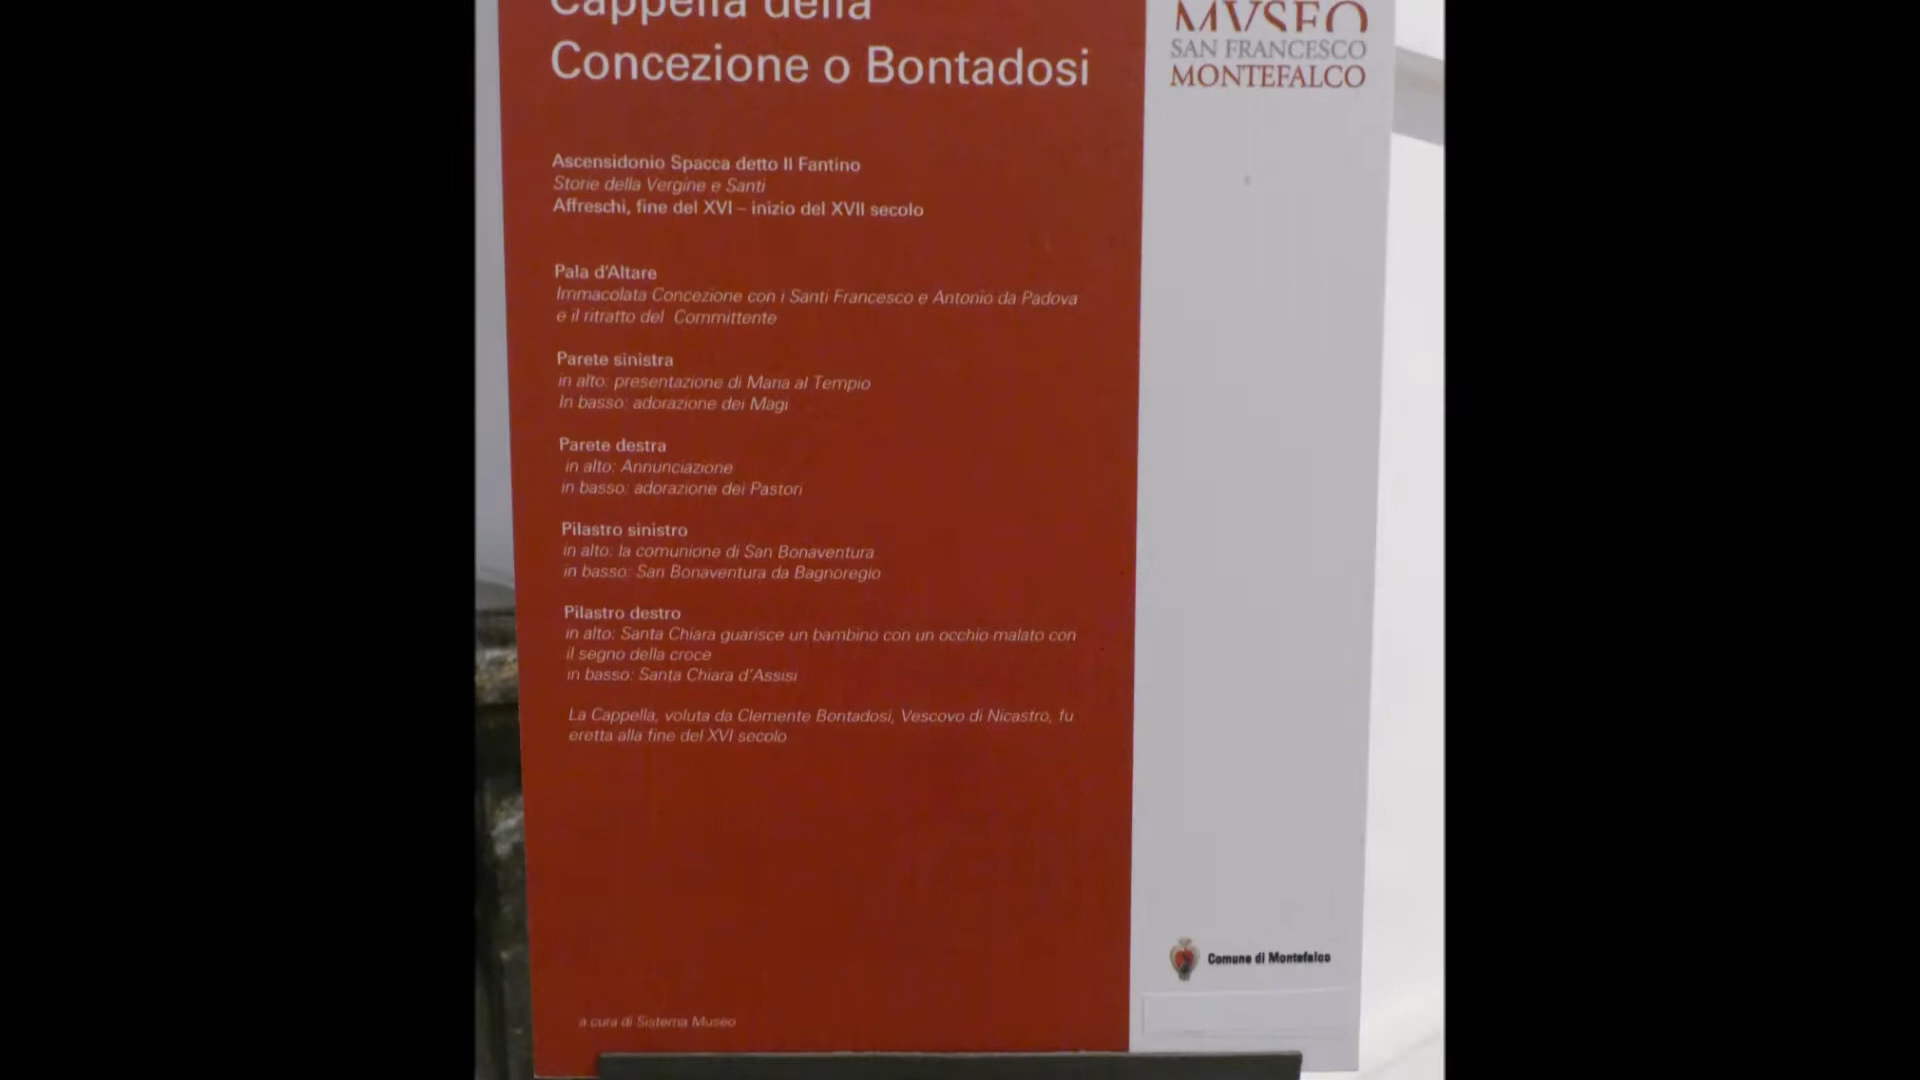 Cappella della
Concezione o Bontadosi
Ascensidonio Spacca detto Il Fantino
Storie della Vergine e Santi
Affreschi, fine del XVI – inizio del XVII secolo
Pala d'Altare
Immacolata Concezione con i Santi Francesco e Antonio da Padova
e il ritratto del Committente
Parete sinistra
in alto: presentazione di Maria al Tempio
In basso: adorazione dei Magi
Parete destra
in alto: Annunciazione
in basso: adorazione dei Pastori
Pilastro sinistro
in alto: la comunione di San Bonaventura
in basso: San Bonaventura da Bagnoregio
Pilastro destro
in alto: Santa Chiara guarisce un bambino con un occhio malato con
il segno della croce
in basso: Santa Chiara d'Assisi
La Cappella, voluta da Clemente Bontadosi, Vescovo di Nicastro, fu
eretta alla fine del XVI secolo
a cura di Sistema Museo
MVSEO
SAN FRANCESCO
MONTEFALCO
Comune di Montefalco